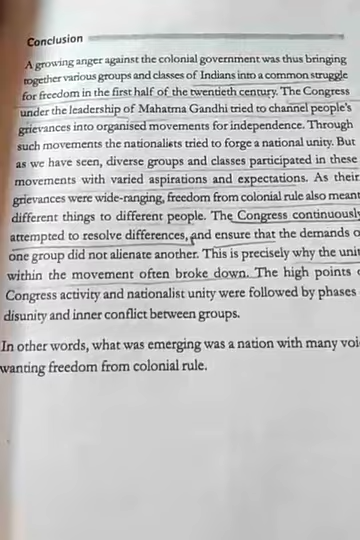 Conclusion
A growing anger against the colonial government was thus bringing
together various groups and classes of Indians into a common struggle
for freedom in the first half of the twentieth century. The Congress
under the leadership of Mahatma Gandhi tried to channel people's
grievances into organised movements for independence. Through
such movements the nationalists tried to forge a national unity. But
as we have seen, diverse groups and classes participated in these
movements with varied aspirations and expectations. As their
grievances were wide-ranging, freedom from colonial rule also meant
different things to different people. The Congress continuousl
attempted to resolve differences, and ensure that the demands o
one group did not alienate another. This is precisely why the unit
within the movement often broke down. The high points
Congress activity and nationalist unity were followed by phases
disunity and inner conflict between groups.
In other words, what was emerging was a nation with many voi
wanting freedom from colonial rule.